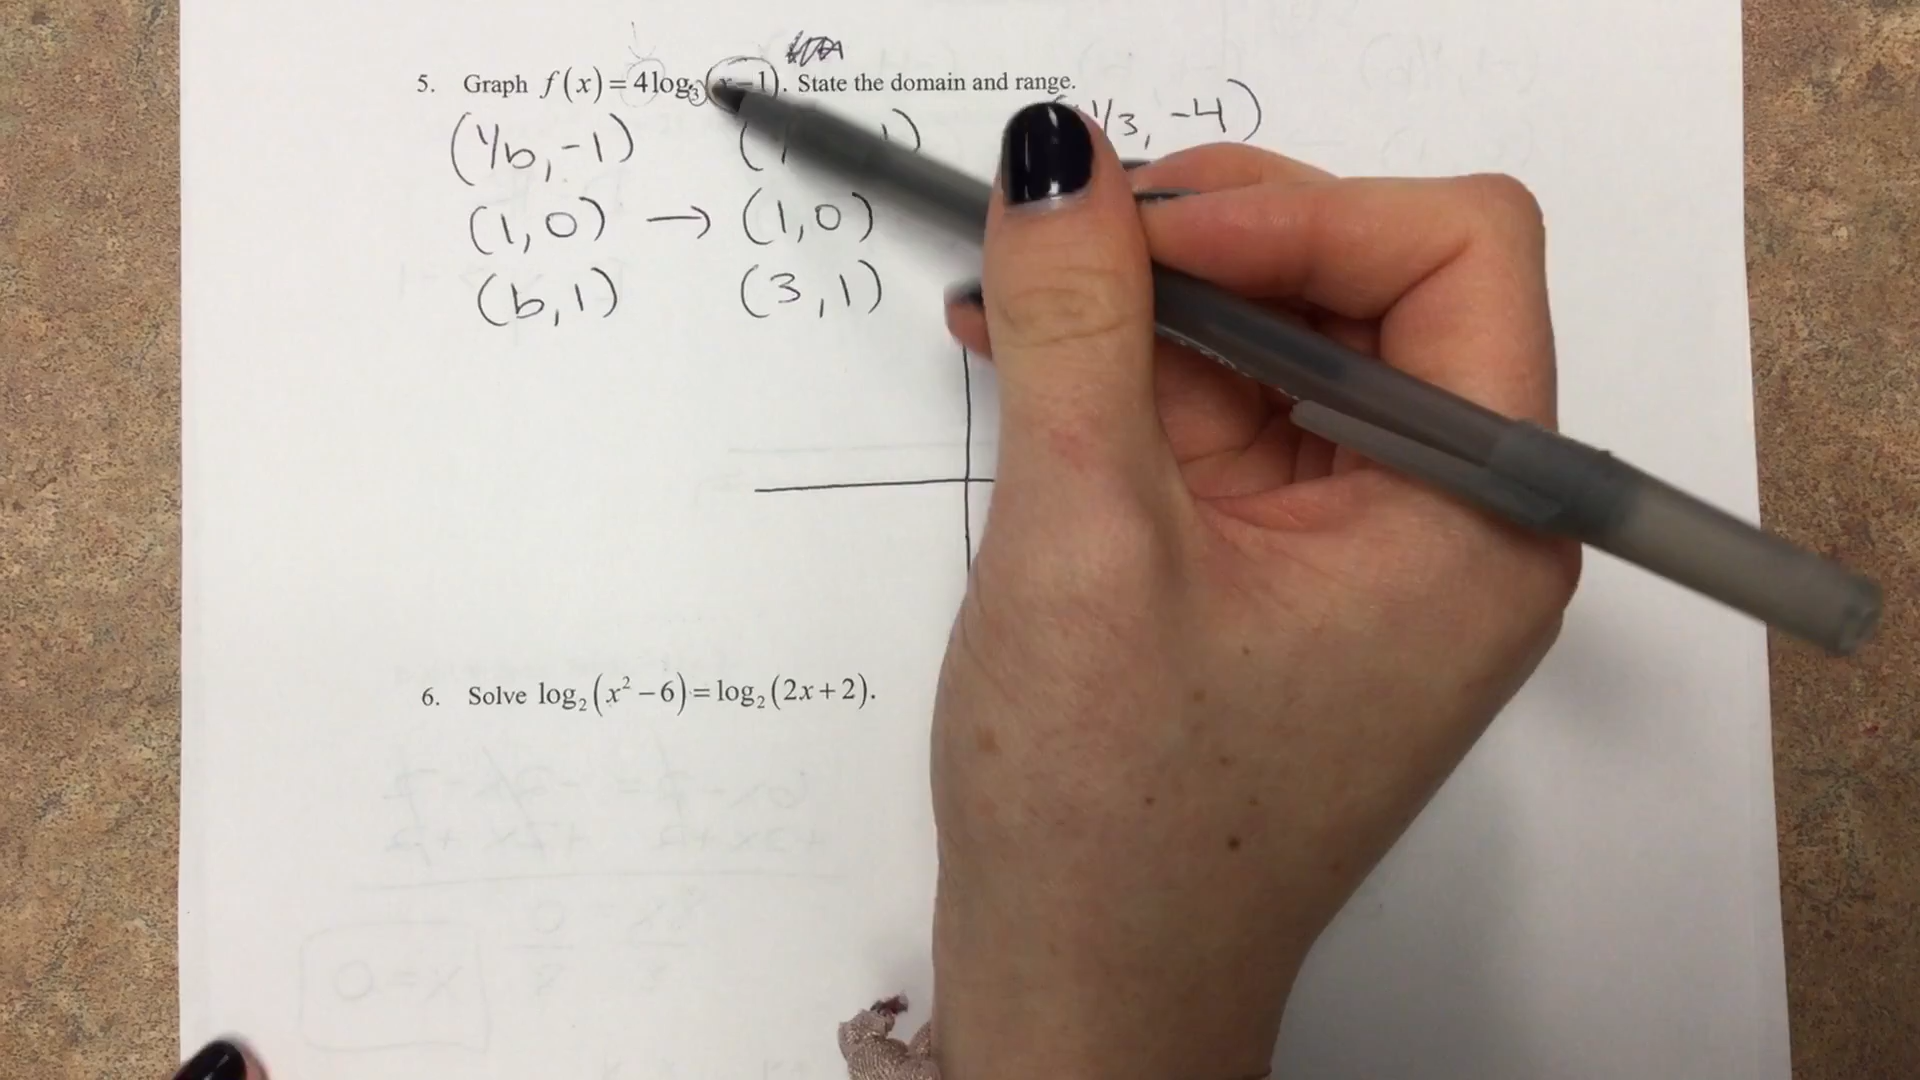 5. Graph f(x)=4log₃(x−1). State the domain and range.
(1/b, -1)
1/3, -4)
(1, 0) → (1, 0)
(b, 1) (3, 1)
6. Solve log₂(x²−6)=log₂(2x+2).